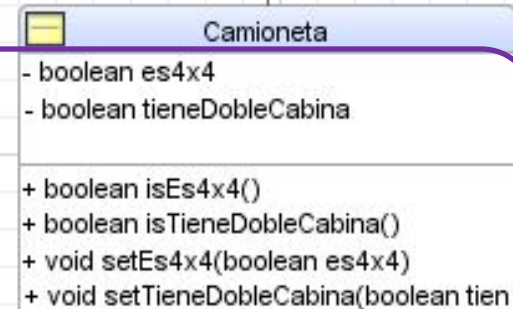 Camioneta
- boolean es4x4
- boolean tieneDobleCabina
+ boolean isEs4x4()
+ boolean isTieneDobleCabina()
+ void setEs4x4(boolean es4x4)
+ void setTieneDobleCabina(boolean tien